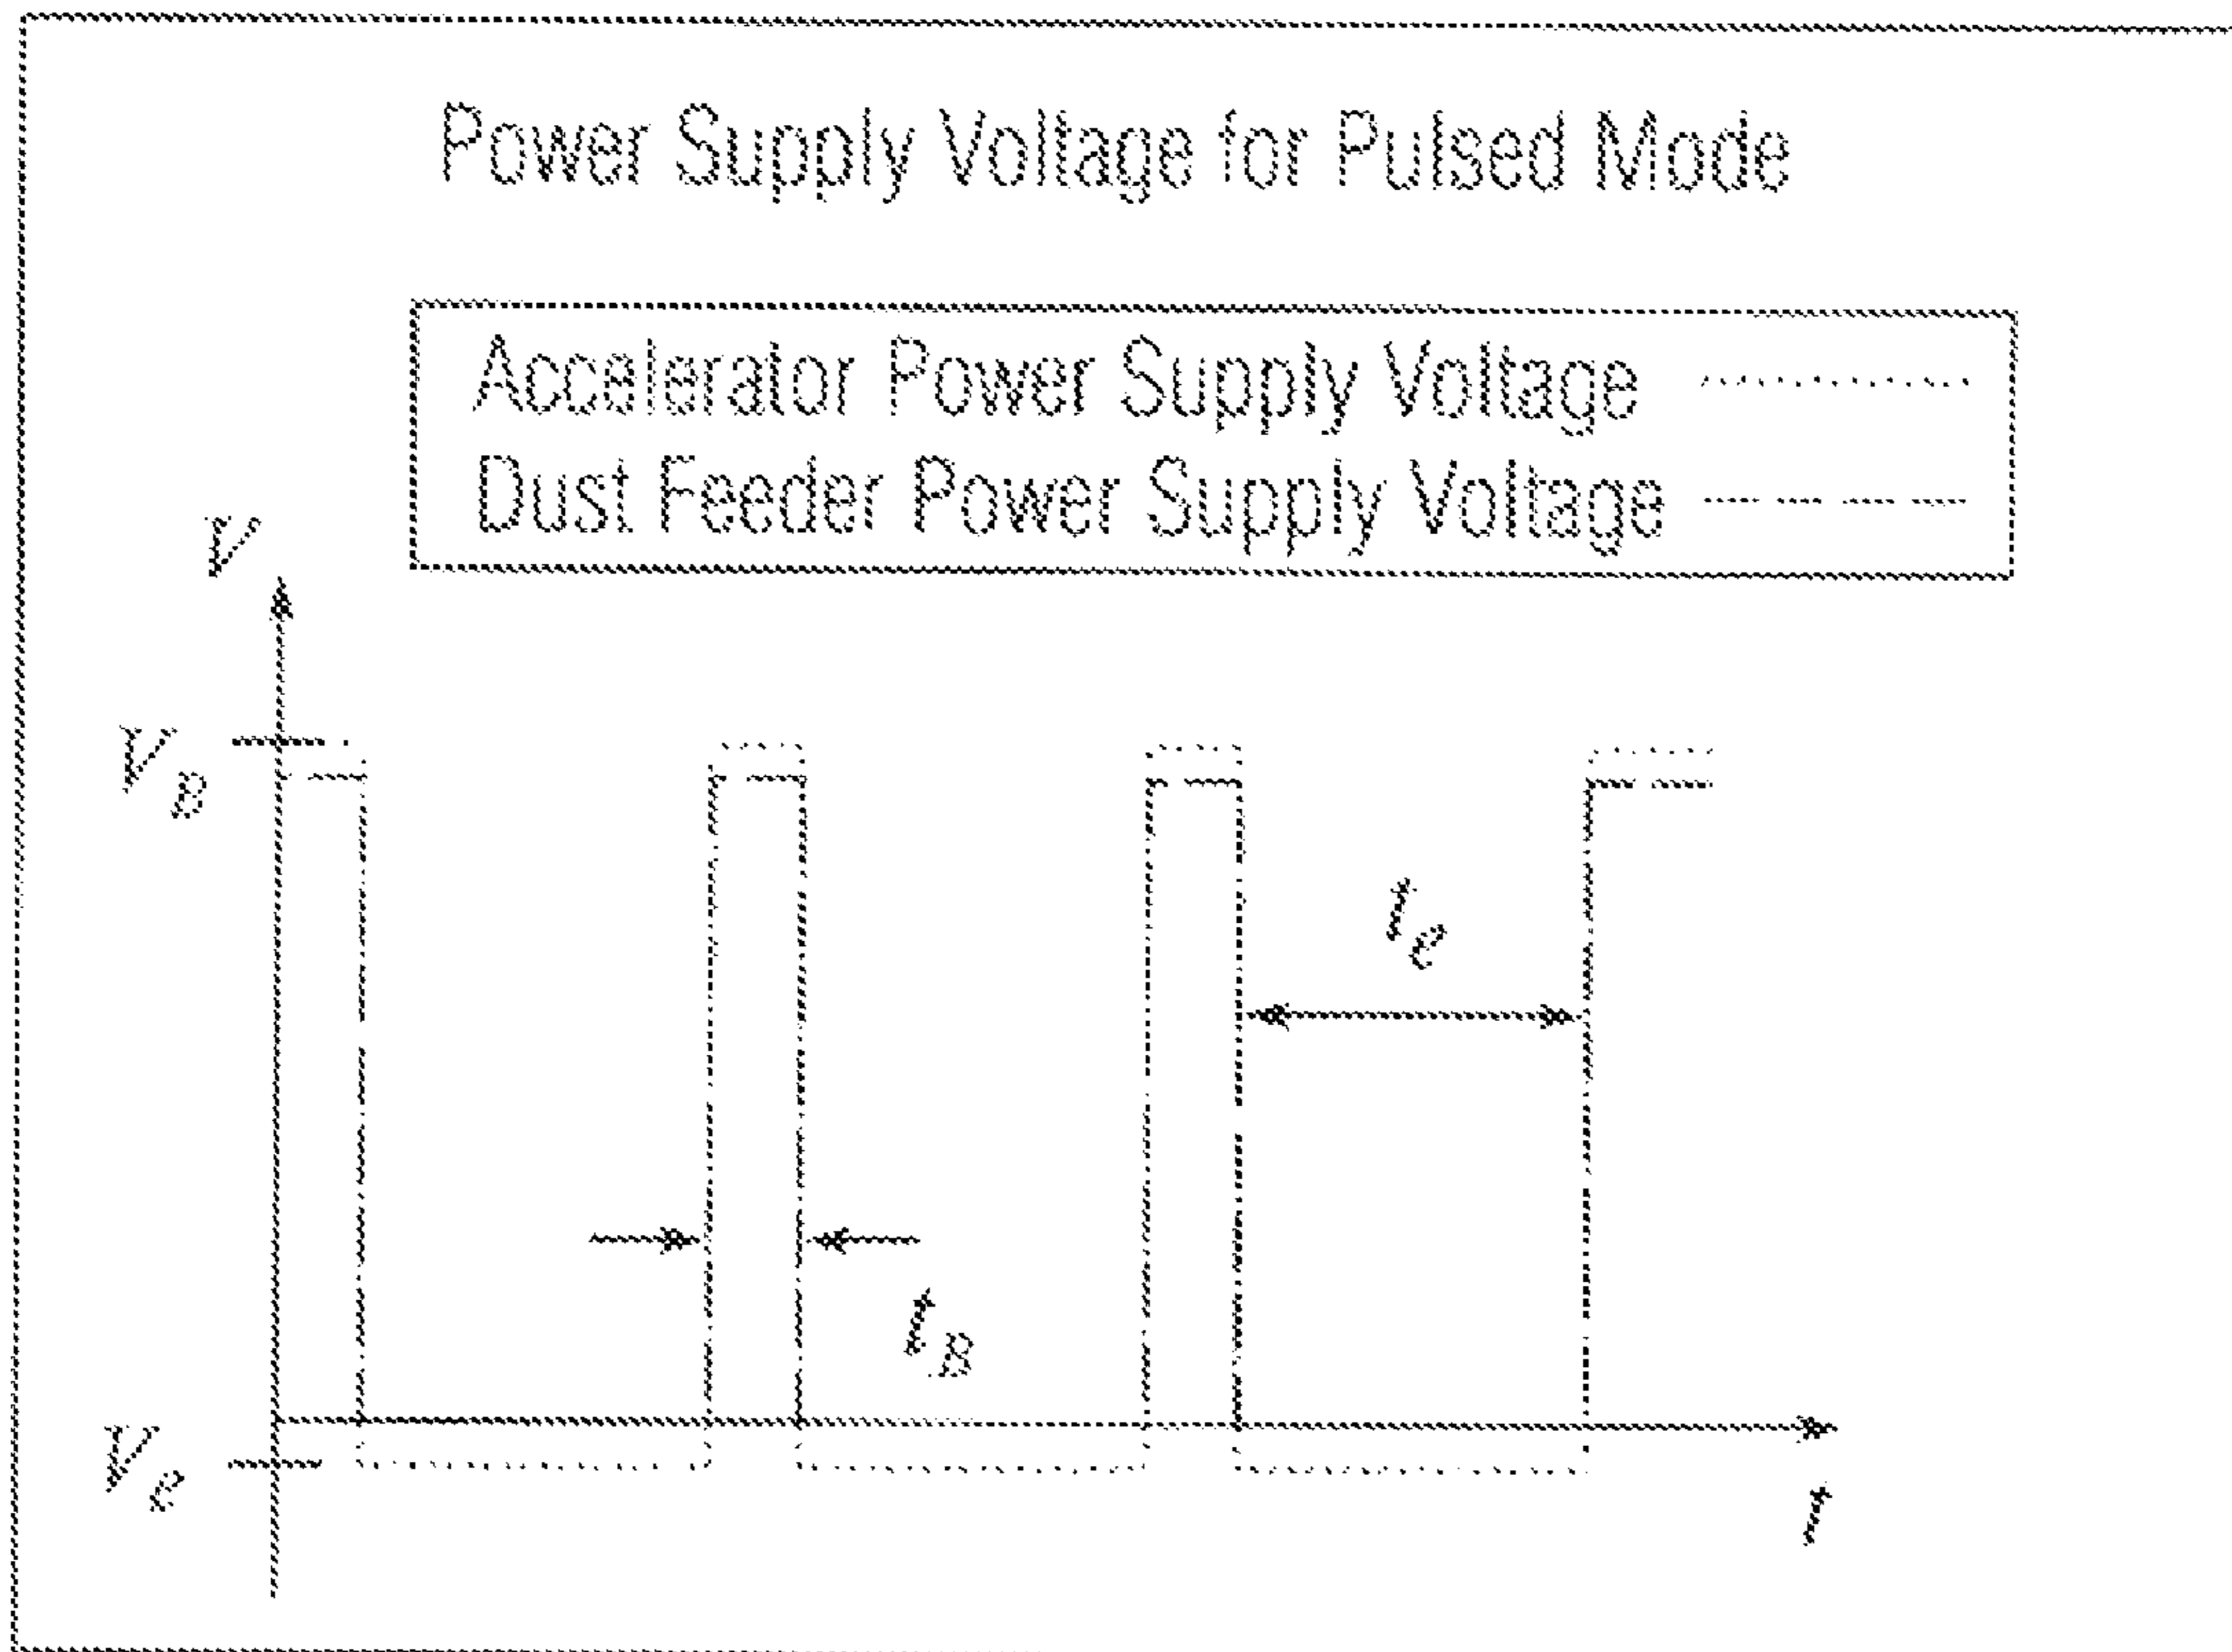 Power Supply Voltage for Pulsed Mode
Accelerator Power Supply Voltage
Dust Feeder Power Supply Voltage
V
V_B
t_e
t_B
V_e
t